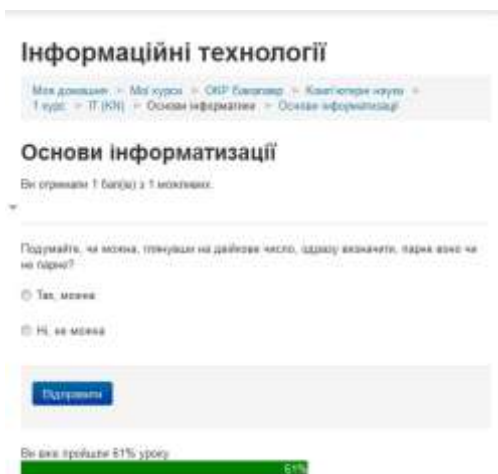 Інформаційні технології
Моя домашня ► Мої курси ► ОКР Бакалавр ► Комп'ютерні науки ►
1 курс ► ІТ (KN) ► Основи інформатики ► Основи інформатизації
Основи інформатизації
Ви отримали 1 бал(ів) з 1 можливих.
Подумайте, чи можна, глянувши на двійкове число, одразу визначити, парне воно чи
не парне?
Так, можна
Ні, не можна
Відправити
Ви вже пройшли 61% уроку
61%